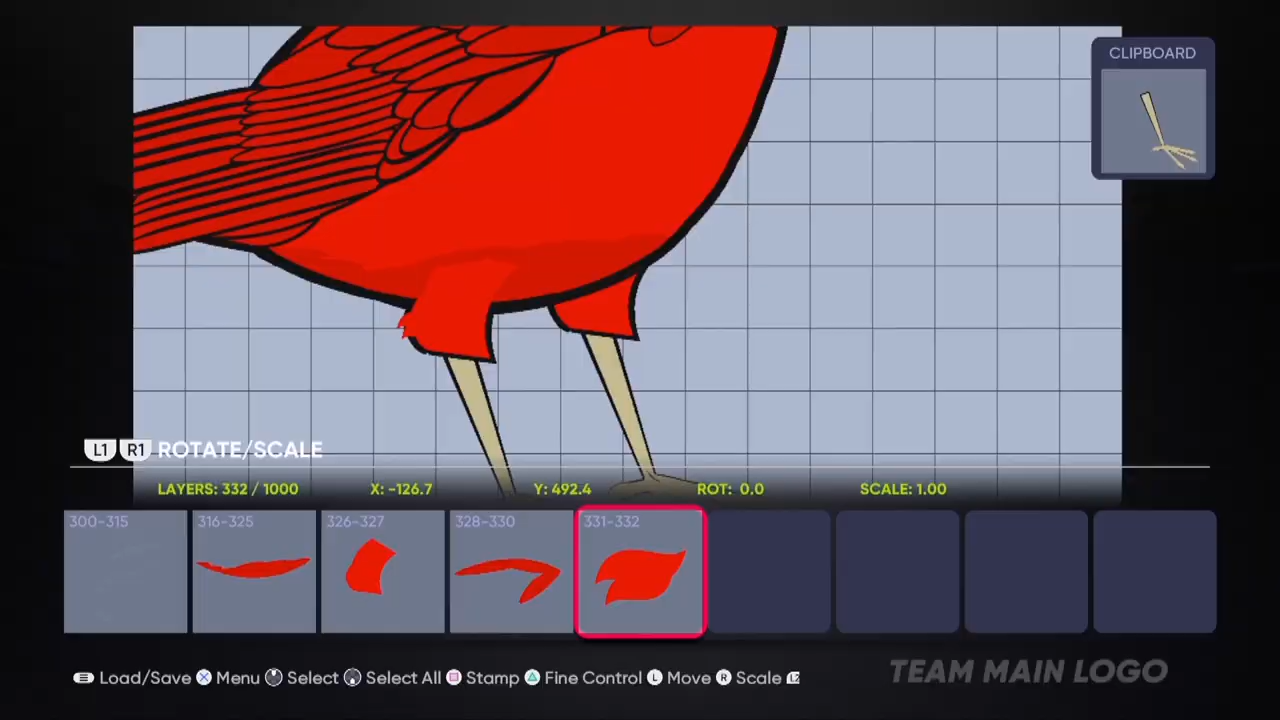 CLIPBOARD
L1 R1 ROTATE/SCALE
LAYERS: 332 / 1000 X: -126.7 Y: 492.4 ROT: 0.0 SCALE: 1.00
300-315 316-325 326-327 328-330 331-332
Load/Save Menu Select Select All Stamp Fine Control L Move R Scale L2
TEAM MAIN LOGO